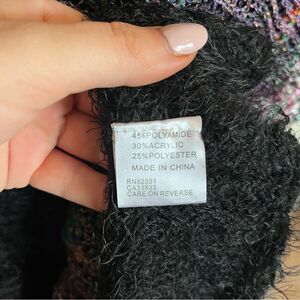 45%POLYAMIDE
30%ACRYLIC
25%POLYESTER
MADE IN CHINA
RN82351
CA33833
CARE ON REVERSE